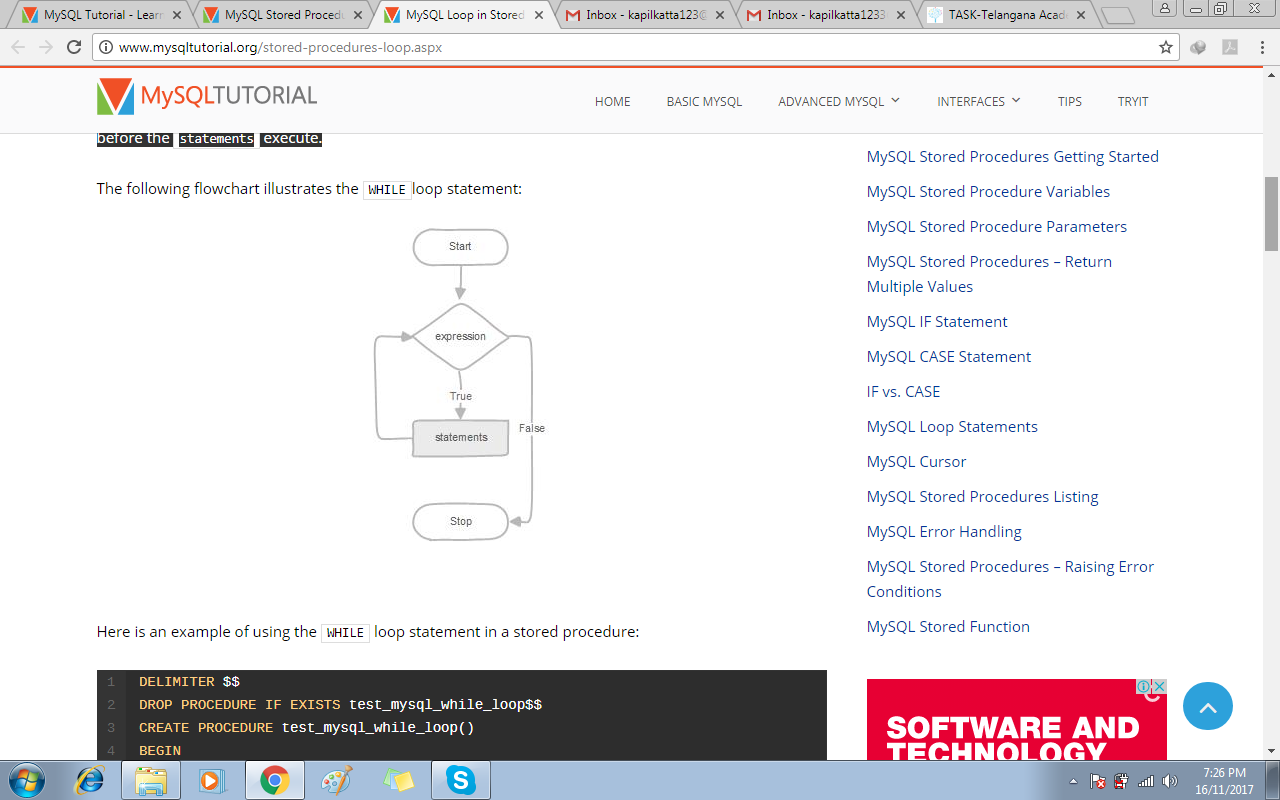 MySQL Tutorial - Learn
MySQL Stored Procedu
MySQL Loop in Stored
Inbox - kapilkatta123@
Inbox - kapilkatta1233
TASK-Telangana Acad
www.mysqltutorial.org/stored-procedures-loop.aspx
MySQLTUTORIAL
HOME
BASIC MYSQL
ADVANCED MYSQL
INTERFACES
TIPS
TRYIT
before the statements execute.
The following flowchart illustrates the WHILE loop statement:
Start
expression
True
statements
False
Stop
Here is an example of using the WHILE loop statement in a stored procedure:
1 DELIMITER $$
2 DROP PROCEDURE IF EXISTS test_mysql_while_loop$$
3 CREATE PROCEDURE test_mysql_while_loop()
4 BEGIN
MySQL Stored Procedures Getting Started
MySQL Stored Procedure Variables
MySQL Stored Procedure Parameters
MySQL Stored Procedures – Return
Multiple Values
MySQL IF Statement
MySQL CASE Statement
IF vs. CASE
MySQL Loop Statements
MySQL Cursor
MySQL Stored Procedures Listing
MySQL Error Handling
MySQL Stored Procedures – Raising Error
Conditions
MySQL Stored Function
SOFTWARE AND
TECHNOLOGY
7:26 PM
16/11/2017